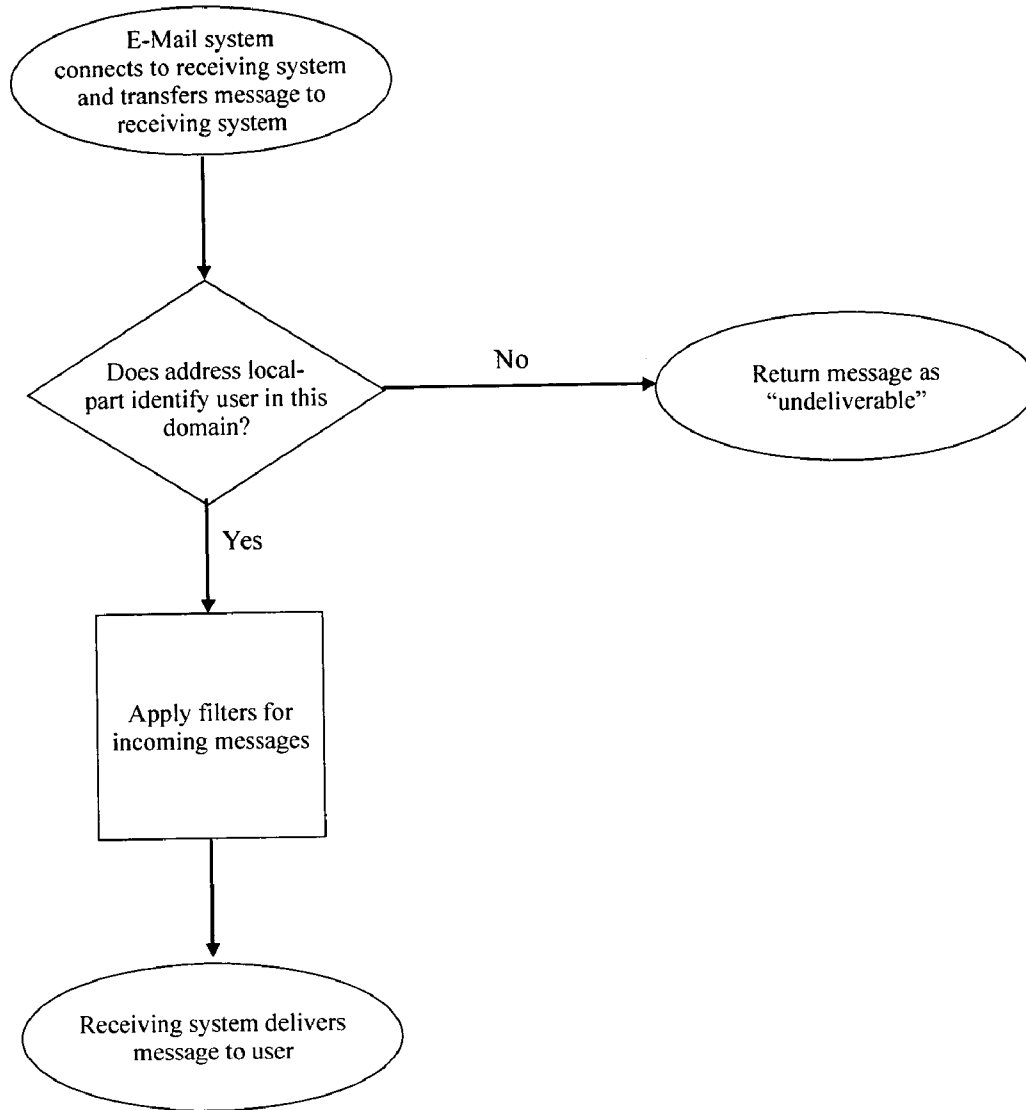 E-Mail system
connects to receiving system
and transfers message to
receiving system
Does address local-
part identify user in this
domain?
No
Return message as
“undeliverable”
Yes
Apply filters for
incoming messages
Receiving system delivers
message to user